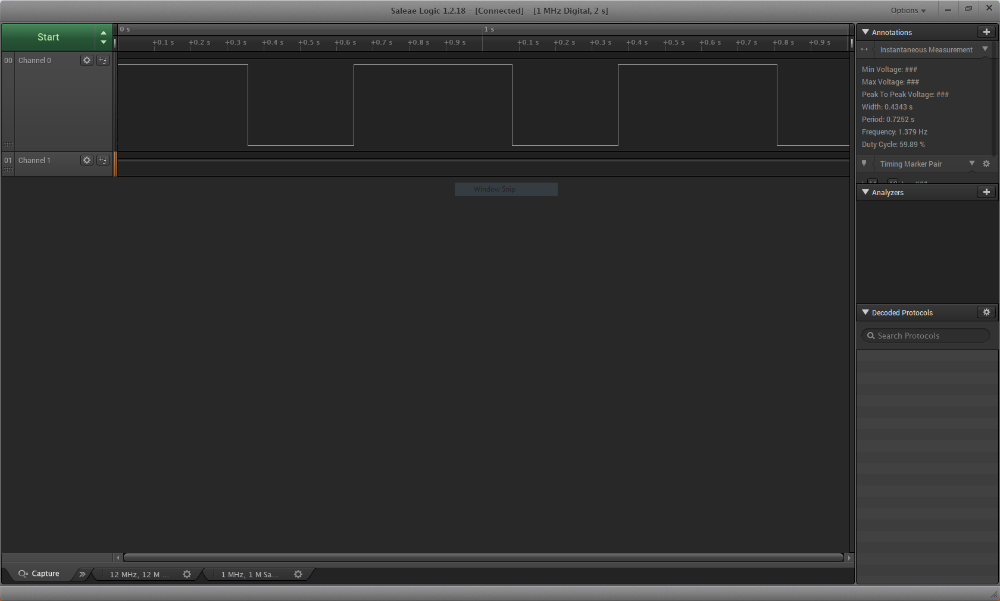 Saleae Logic 1.2.18 - [Connected] - [1 MHz Digital, 2 s]
Options
Start
0 s
1 s
+0.1 s +0.2 s +0.3 s +0.4 s +0.5 s +0.6 s +0.7 s +0.8 s +0.9 s
+0.1 s +0.2 s +0.3 s +0.4 s +0.5 s +0.6 s +0.7 s +0.8 s +0.9 s
00 Channel 0
01 Channel 1
Window Snip
Annotations
Instantaneous Measurement
Min Voltage: ###
Max Voltage: ###
Peak To Peak Voltage: ###
Width: 0.4343 s
Period: 0.7252 s
Frequency: 1.379 Hz
Duty Cycle: 59.89 %
Timing Marker Pair
Analyzers
Decoded Protocols
Search Protocols
Capture
12 MHz, 12 M ...
1 MHz, 1 M Sa...